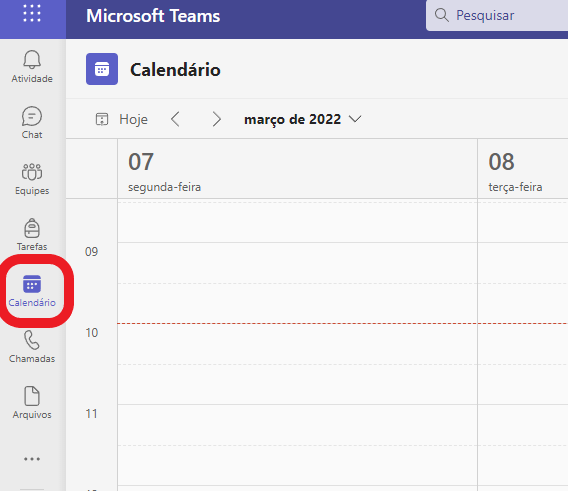 Microsoft Teams
Pesquisar
Atividade
Chat
Equipes
Tarefas
Calendário
Chamadas
Arquivos
Calendário
Hoje
março de 2022
07
segunda-feira
08
terça-feira
09
10
11